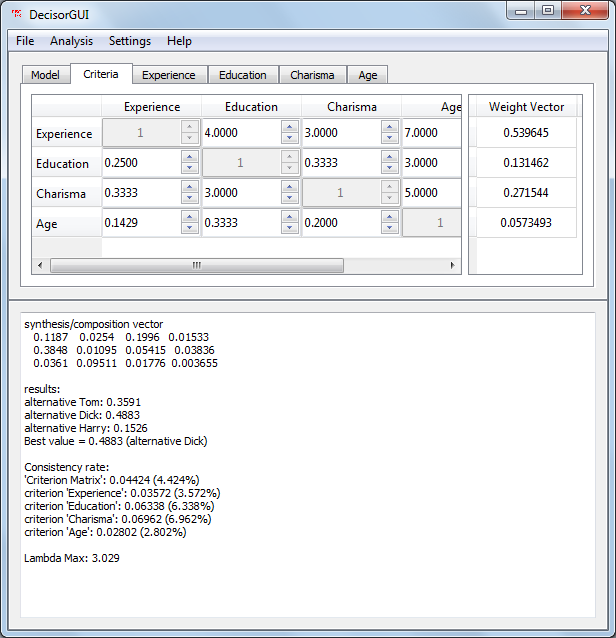 DecisorGUI
File Analysis Settings Help
Model Criteria Experience Education Charisma Age
Experience Education Charisma Age Weight Vector
Experience 1 4.0000 3.0000 7.0000 0.539645
Education 0.2500 1 0.3333 3.0000 0.131462
Charisma 0.3333 3.0000 1 5.0000 0.271544
Age 0.1429 0.3333 0.2000 1 0.0573493
synthesis/composition vector
0.1187 0.0254 0.1996 0.01533
0.3848 0.01095 0.05415 0.03836
0.0361 0.09511 0.01776 0.003655
results:
alternative Tom: 0.3591
alternative Dick: 0.4883
alternative Harry: 0.1526
Best value = 0.4883 (alternative Dick)
Consistency rate:
'Criterion Matrix': 0.04424 (4.424%)
criterion 'Experience': 0.03572 (3.572%)
criterion 'Education': 0.06338 (6.338%)
criterion 'Charisma': 0.06962 (6.962%)
criterion 'Age': 0.02802 (2.802%)
Lambda Max: 3.029